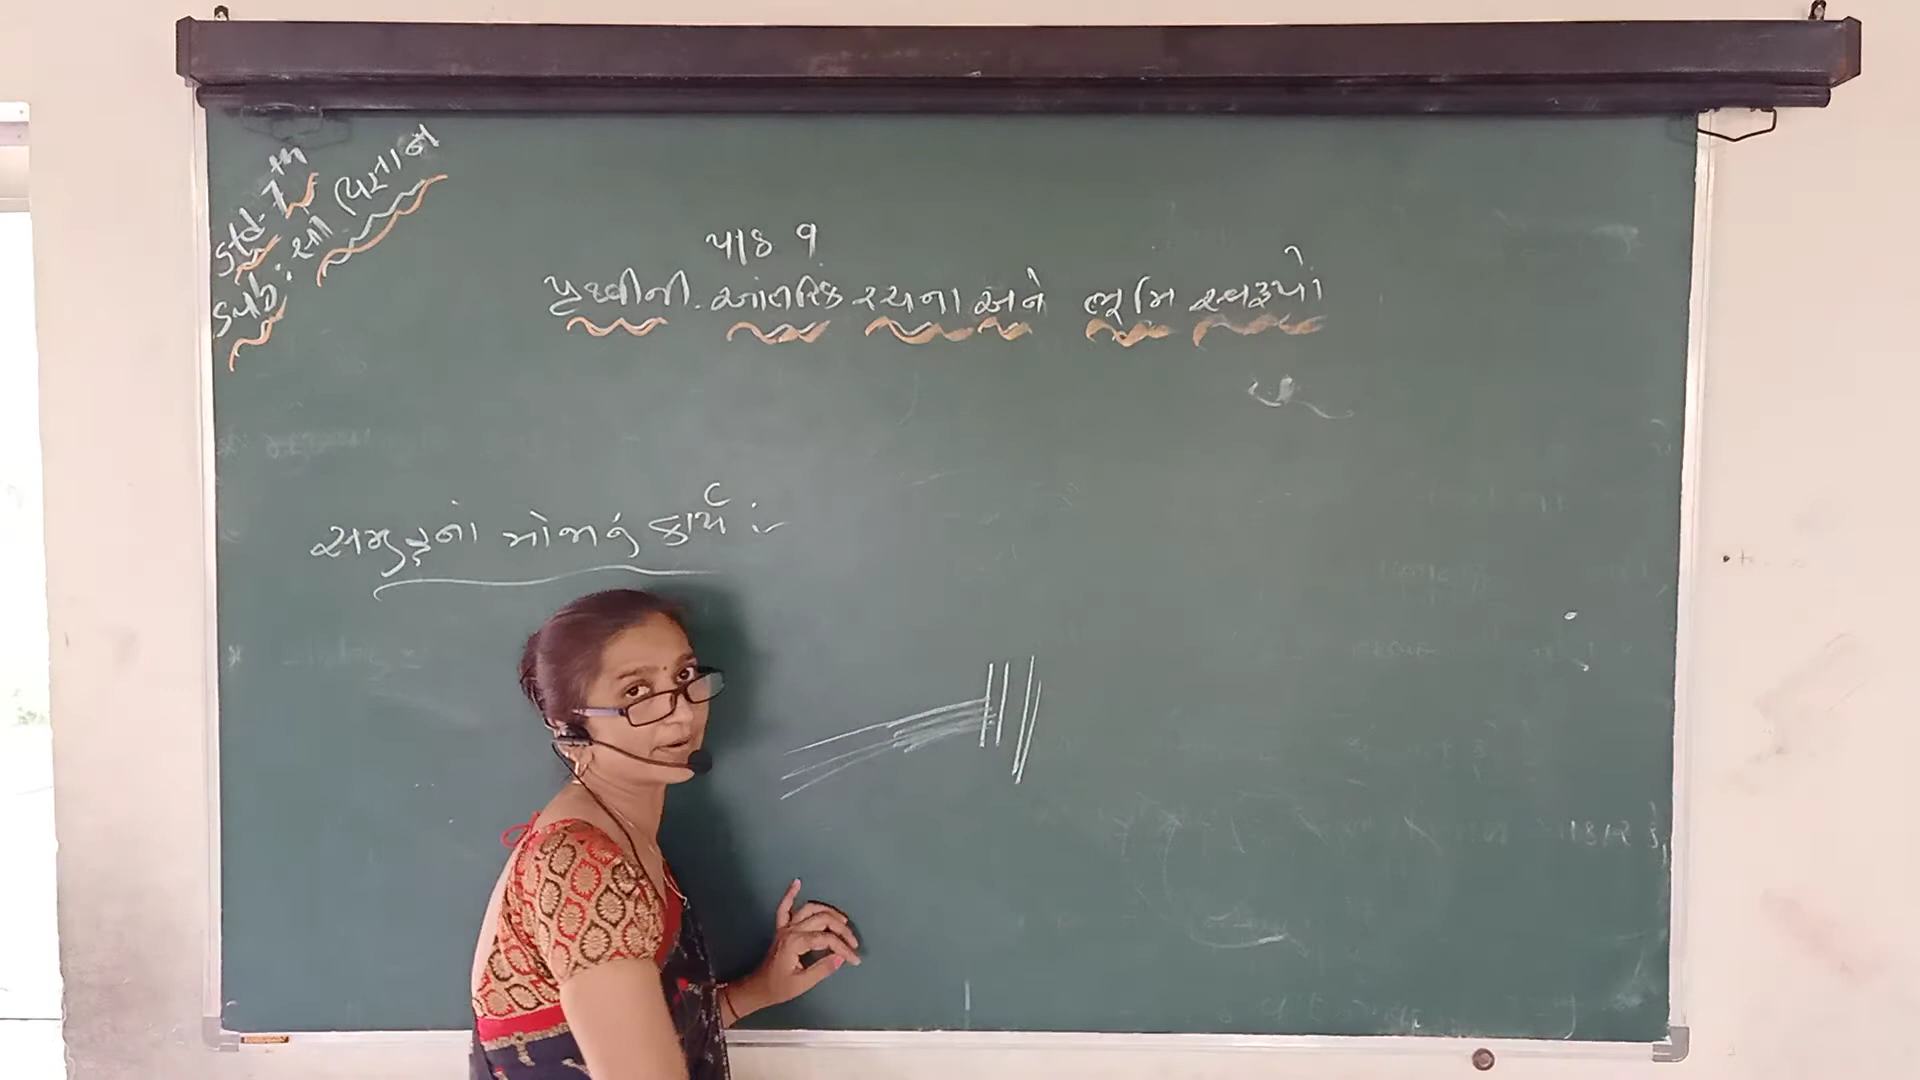 Std-7th
Sub: સા. વિજ્ઞાન
પાઠ ૧
પૃથ્વીની આંતરિક રચના અને ભૂમિ સ્વરૂપો
સમુદ્રનાં મોજાનું કાર્ય :-